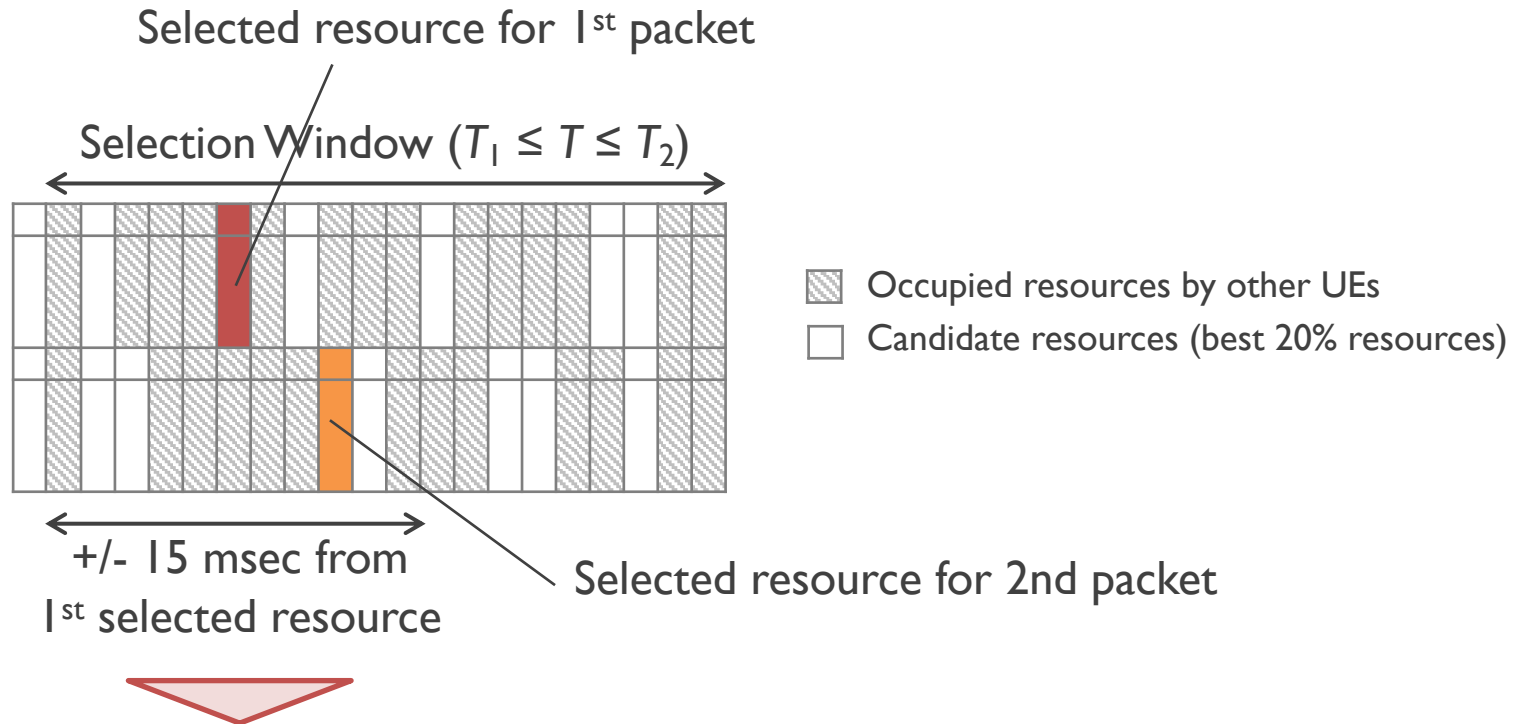 Selected resource for 1st packet
Selection Window (T1 ≤ T ≤ T2)
Occupied resources by other UEs
Candidate resources (best 20% resources)
+/- 15 msec from
1st selected resource
Selected resource for 2nd packet